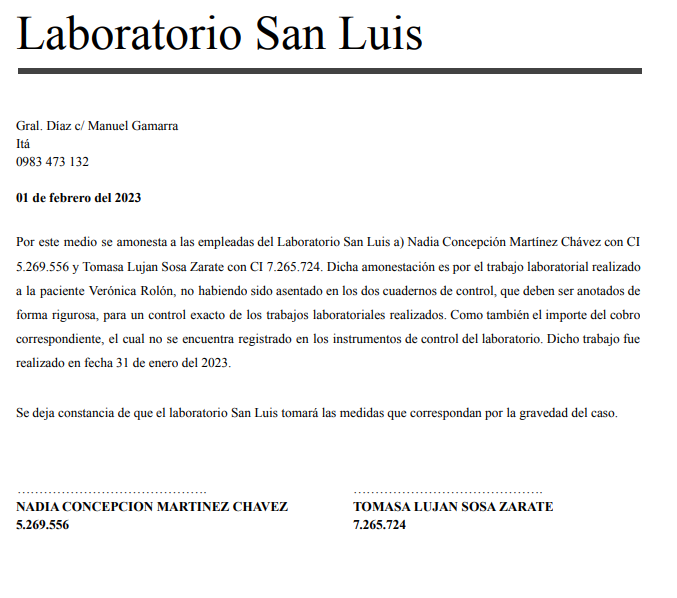 Laboratorio San Luis
Gral. Díaz c/ Manuel Gamarra
Itá
0983 473 132
01 de febrero del 2023
Por este medio se amonesta a las empleadas del Laboratorio San Luis a) Nadia Concepción Martínez Chávez con CI
5.269.556 y Tomasa Lujan Sosa Zarate con CI 7.265.724. Dicha amonestación es por el trabajo laboratorial realizado
a la paciente Verónica Rolón, no habiendo sido asentado en los dos cuadernos de control, que deben ser anotados de
forma rigurosa, para un control exacto de los trabajos laboratoriales realizados. Como también el importe del cobro
correspondiente, el cual no se encuentra registrado en los instrumentos de control del laboratorio. Dicho trabajo fue
realizado en fecha 31 de enero del 2023.
Se deja constancia de que el laboratorio San Luis tomará las medidas que correspondan por la gravedad del caso.
……………………………………. …………………………………….
NADIA CONCEPCION MARTINEZ CHAVEZ TOMASA LUJAN SOSA ZARATE
5.269.556 7.265.724